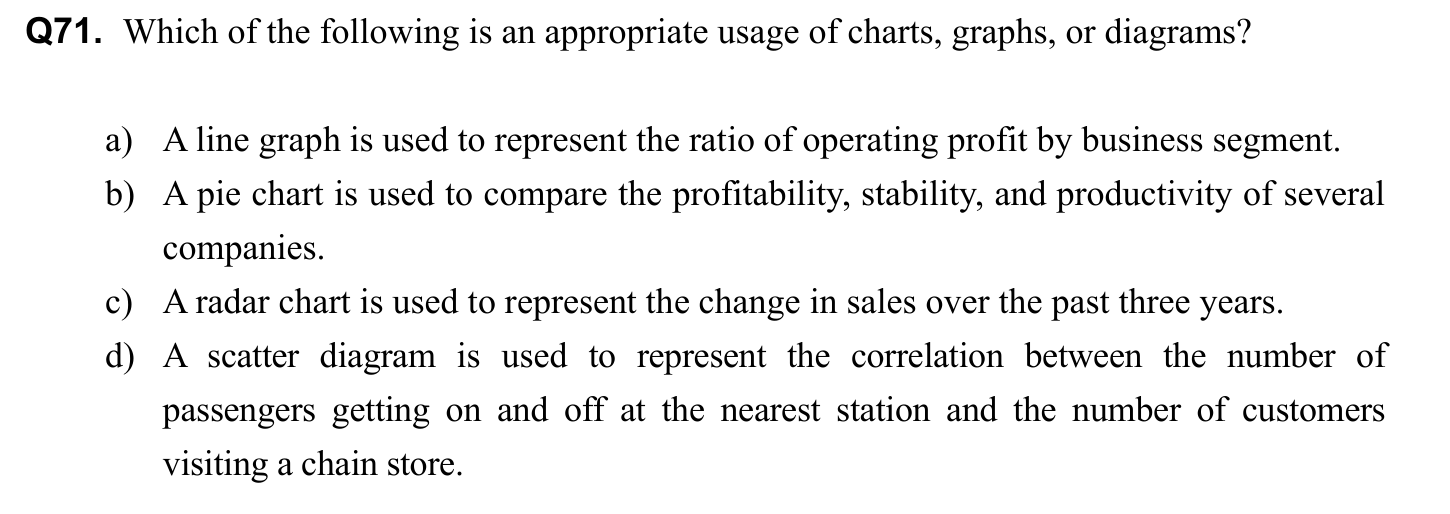 Q71. Which of the following is an appropriate usage of charts, graphs, or diagrams?
a) A line graph is used to represent the ratio of operating profit by business segment.
b) A pie chart is used to compare the profitability, stability, and productivity of several
companies.
c) A radar chart is used to represent the change in sales over the past three years.
d) A scatter diagram is used to represent the correlation between the number of
passengers getting on and off at the nearest station and the number of customers
visiting a chain store.